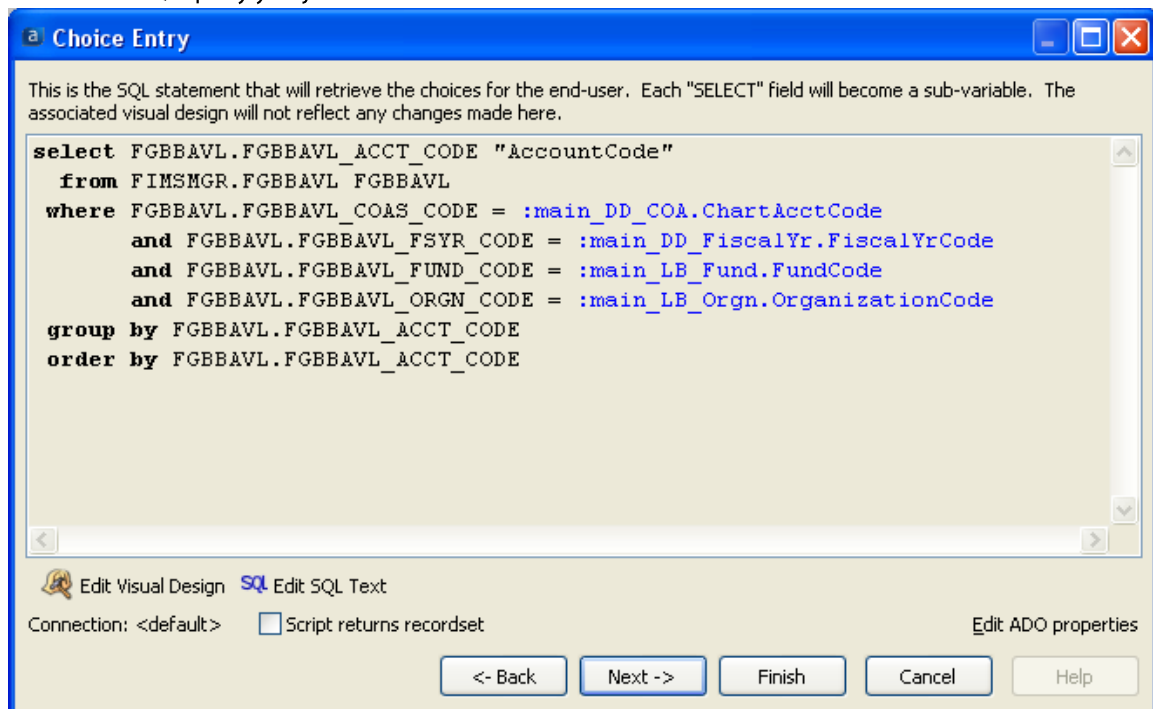 Choice Entry
This is the SQL statement that will retrieve the choices for the end-user. Each "SELECT" field will become a sub-variable. The
associated visual design will not reflect any changes made here.
select FGBBAVL.FGBBAVL_ACCT_CODE "AccountCode"
from FIMSMGR.FGBBAVL FGBBAVL
where FGBBAVL.FGBBAVL_COAS_CODE = :main_DD_COA.ChartAcctCode
and FGBBAVL.FGBBAVL_FSYR_CODE = :main_DD_FiscalYr.FiscalYrCode
and FGBBAVL.FGBBAVL_FUND_CODE = :main_LB_Fund.FundCode
and FGBBAVL.FGBBAVL_ORGN_CODE = :main_LB_Orgn.OrganizationCode
group by FGBBAVL.FGBBAVL_ACCT_CODE
order by FGBBAVL.FGBBAVL_ACCT_CODE
Edit Visual Design SQL Edit SQL Text
Connection: <default> Script returns recordset Edit ADO properties
<- Back Next -> Finish Cancel Help